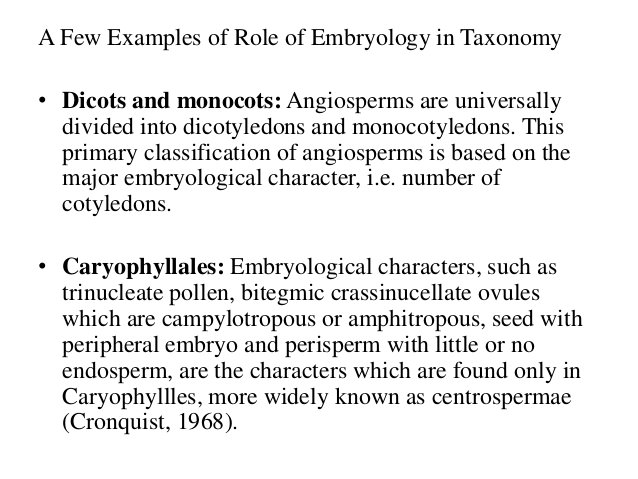 A Few Examples of Role of Embryology in Taxonomy
• Dicots and monocots: Angiosperms are universally
divided into dicotyledons and monocotyledons. This
primary classification of angiosperms is based on the
major embryological character, i.e. number of
cotyledons.
• Caryophyllales: Embryological characters, such as
trinucleate pollen, bitegmic crassinucellate ovules
which are campylotropous or amphitropous, seed with
peripheral embryo and perisperm with little or no
endosperm, are the characters which are found only in
Caryophyllles, more widely known as centrospermae
(Cronquist, 1968).